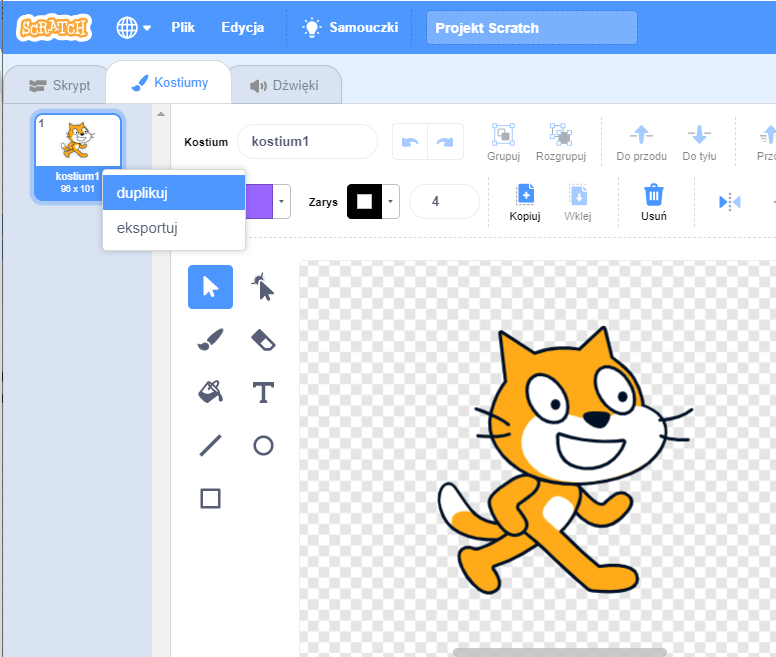 SCRATCH Plik Edycja Samouczki Projekt Scratch
Skrypt Kostiumy Dźwięki
1
kostium1
96 x 101
duplikuj
eksportuj
Kostium kostium1 Grupuj Rozgrupuj Do przodu Do tyłu Prz
Zarys 4 Kopiuj Wklej Usuń
T